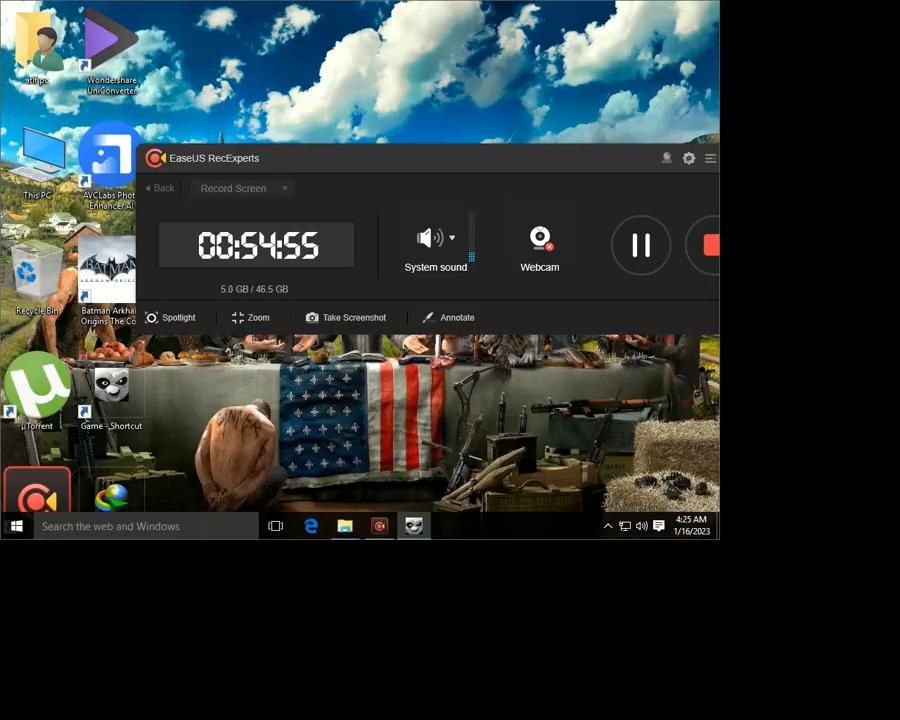 atif pc
Wondershare
UniConverter
This PC
AVCLabs Phot
Enhancer AI
Recycle Bin
Batman Arkha
Origins The Co
µTorrent
Game - Shortcut
EaseUS RecExperts
Back
Record Screen
00:54:55
5.0 GB / 46.5 GB
System sound
Webcam
Spotlight
Zoom
Take Screenshot
Annotate
Search the web and Windows
4:25 AM
1/16/2023